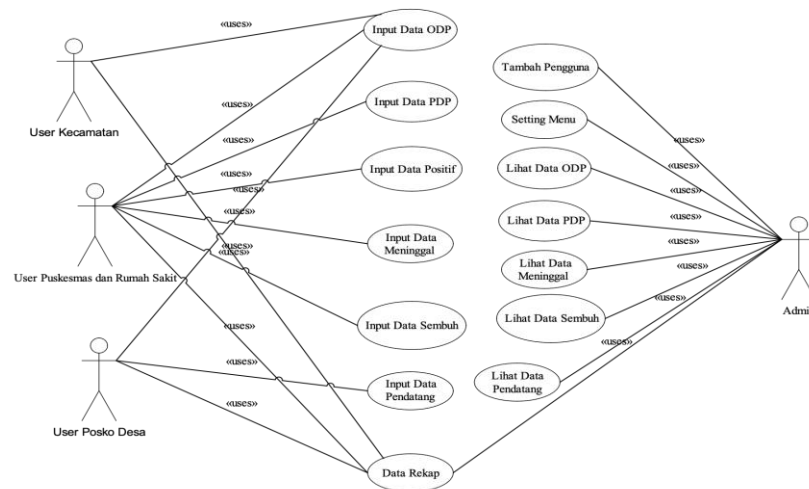 «uses»
Input Data ODP
Tambah Pengguna
User Kecamatan
«uses»
Input Data PDP
Setting Menu
«uses»
«uses»
Input Data Positif
Lihat Data ODP
«uses»
«uses»
«uses»
«uses»
Input Data
Meninggal
Lihat Data PDP
«uses»
User Puskesmas dan Rumah Sakit
«uses»
«uses»
Lihat Data
Meninggal
«uses»
Input Data Sembuh
Lihat Data Sembuh
«uses»
«uses»
Admi
«uses»
«uses»
«uses»
User Posko Desa
Input Data
Pendatang
Lihat Data
Pendatang
«uses»
«uses»
Data Rekap